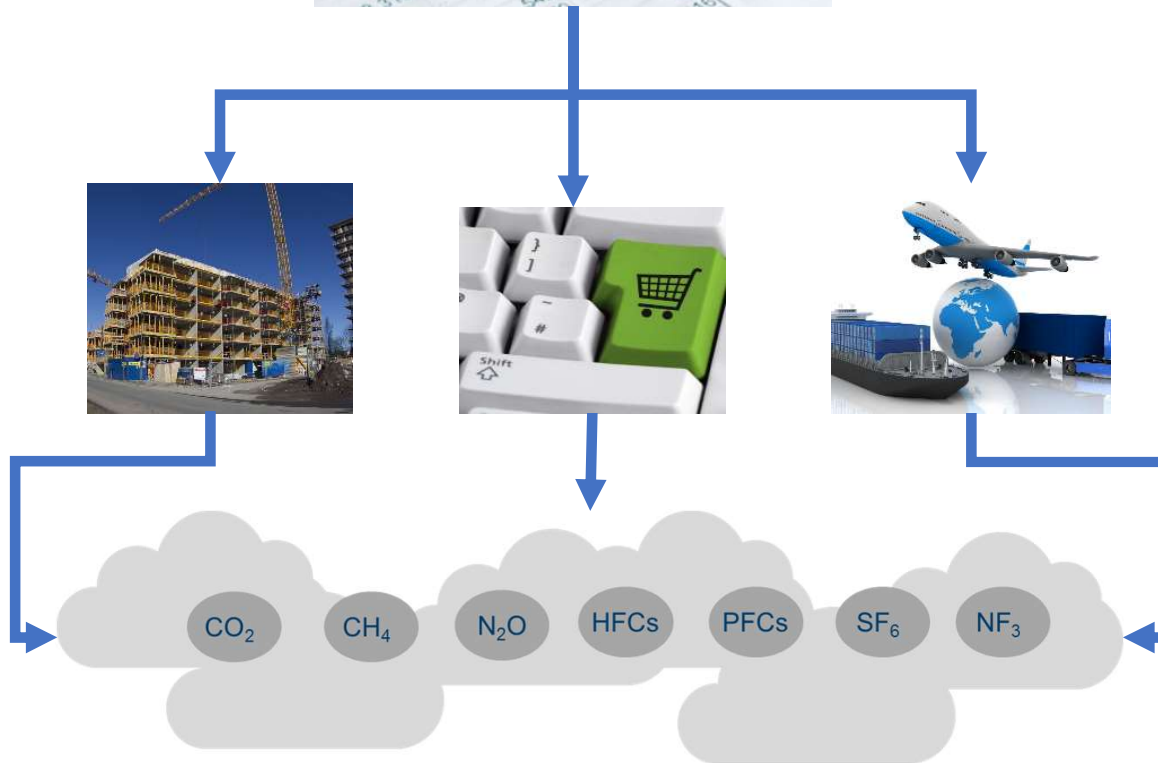 }
]
_
#
Shift
CO₂ CH₄ N₂O HFCs PFCs SF₆ NF₃